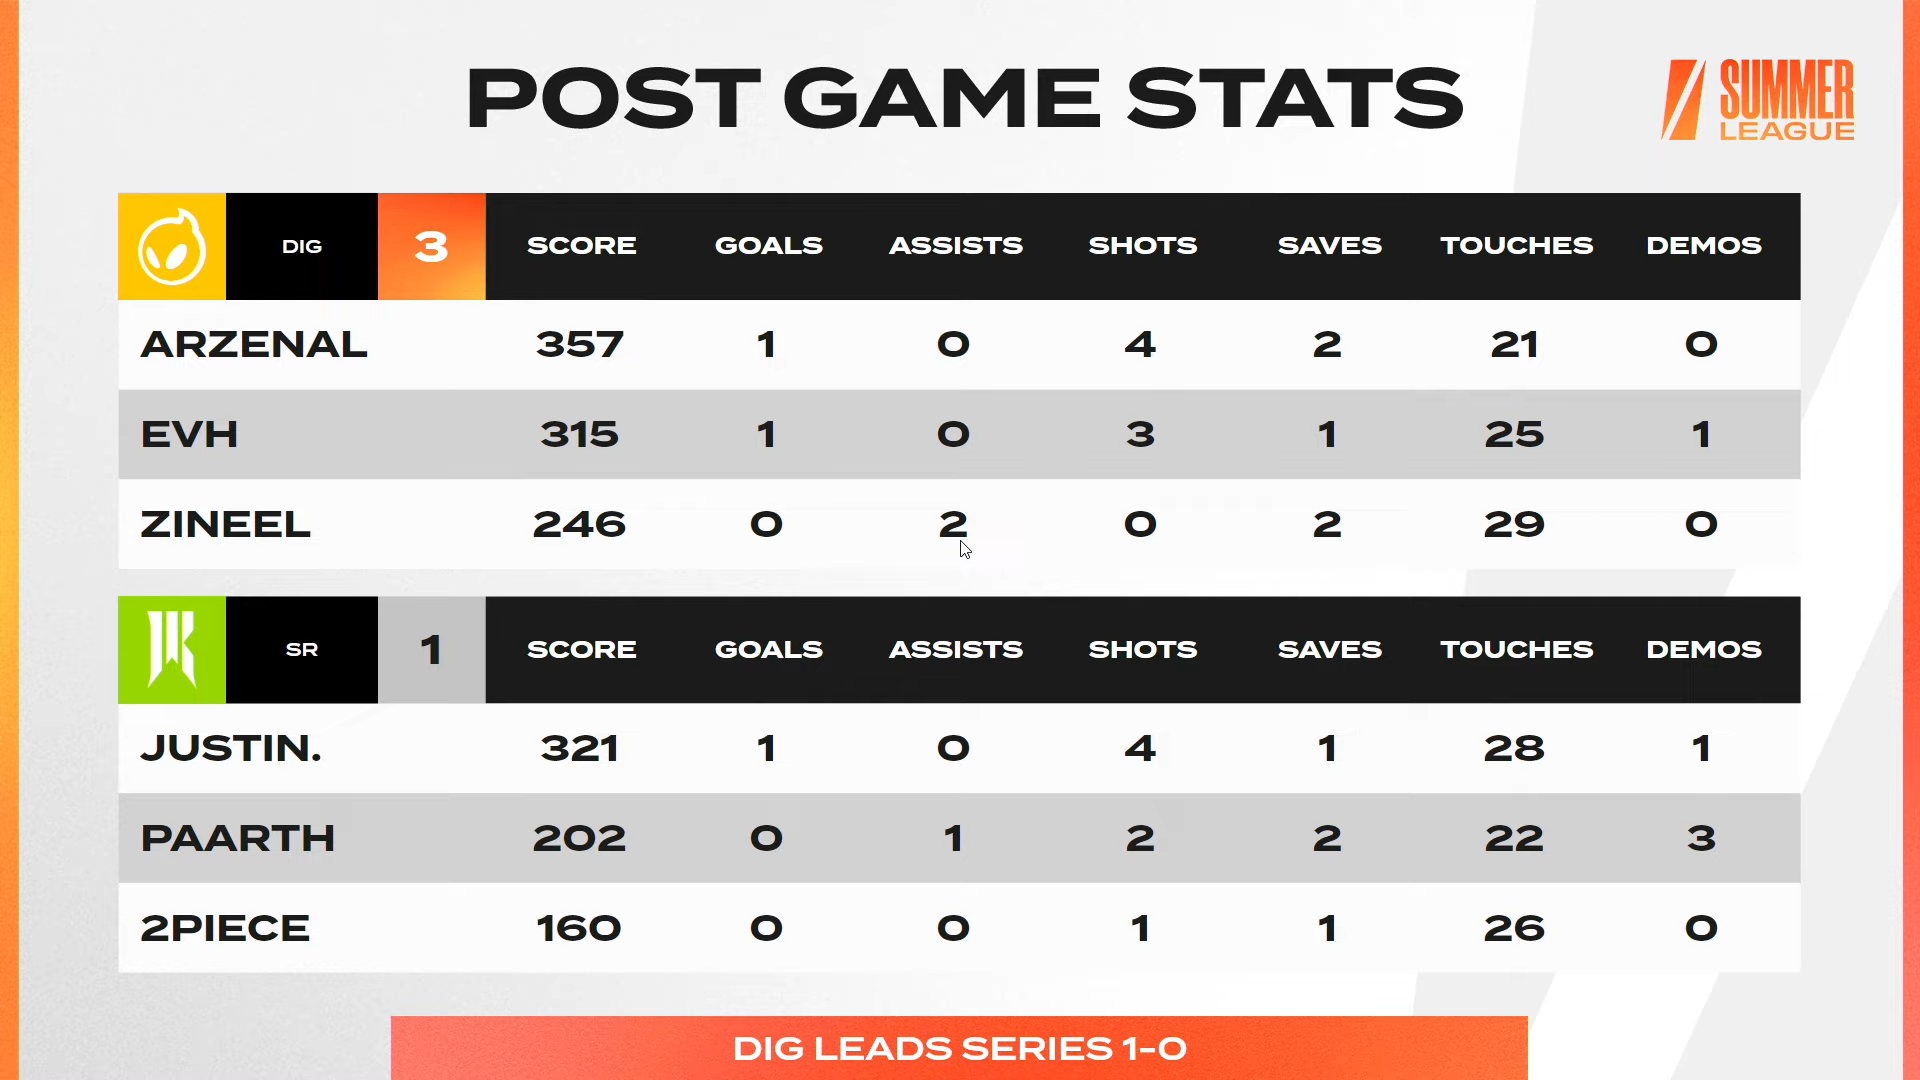 POST GAME STATS
SUMMER
LEAGUE
DIG 3 SCORE GOALS ASSISTS SHOTS SAVES TOUCHES DEMOS
ARZENAL 357 1 0 4 2 21 0
EVH 315 1 0 3 1 25 1
ZINEEL 246 0 2 0 2 29 0
SR 1 SCORE GOALS ASSISTS SHOTS SAVES TOUCHES DEMOS
JUSTIN. 321 1 0 4 1 28 1
PAARTH 202 0 1 2 2 22 3
2PIECE 160 0 0 1 1 26 0
DIG LEADS SERIES 1-0